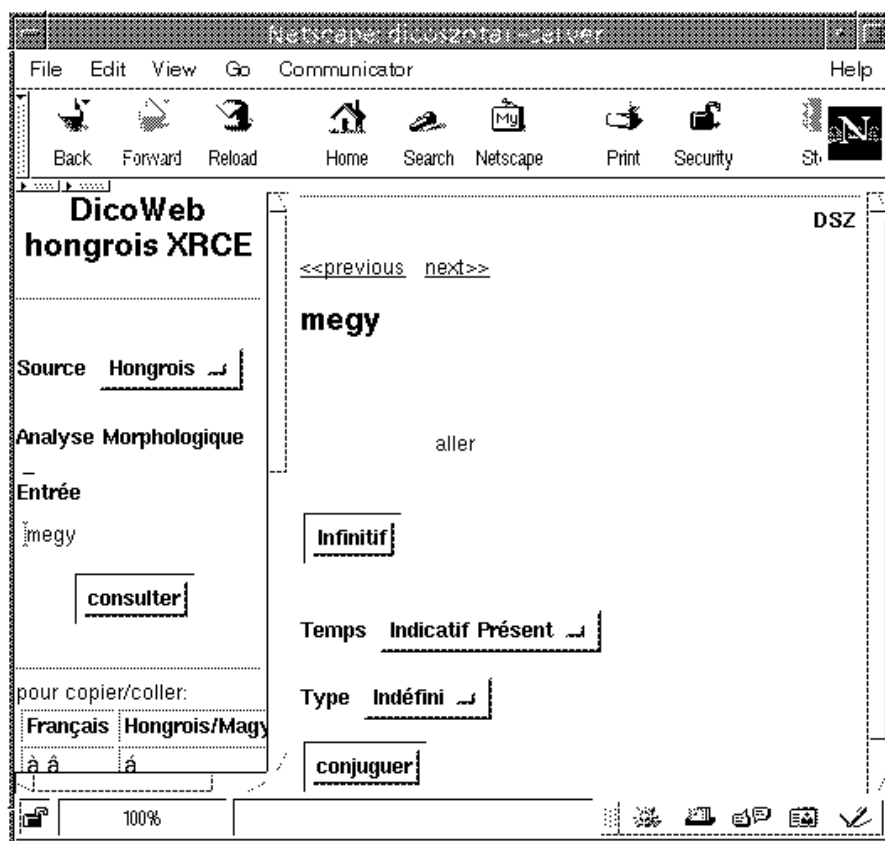 Netscape: dicoszotar-server
File Edit View Go Communicator Help
Back Forward Reload Home Search Netscape Print Security
My
N
DicoWeb
hongrois XRCE
Source Hongrois
Analyse Morphologique
Entrée
megy
consulter
pour copier/coller:
Français Hongrois/Magy
à â á
DSZ
<<previous next>>
megy
aller
Infinitif
Temps Indicatif Présent
Type Indéfini
conjuguer
100%